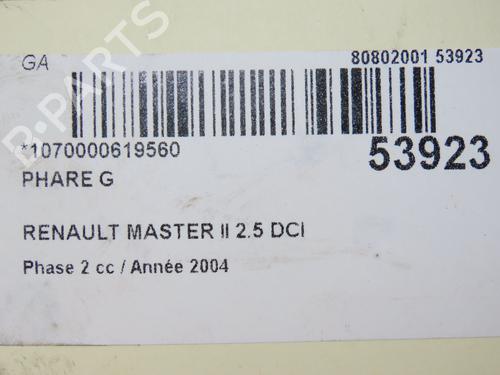 GA
80802001 53923
*1070000619560
53923
PHARE G
RENAULT MASTER II 2.5 DCI
Phase 2 cc / Année 2004
B-PARTS